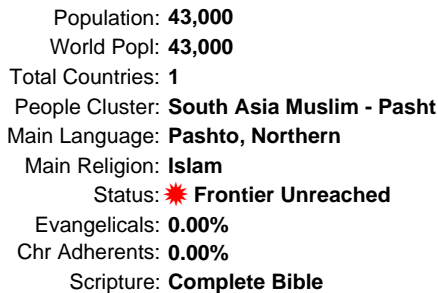 Population: 43,000
World Popl: 43,000
Total Countries: 1
People Cluster: South Asia Muslim - Pasht
Main Language: Pashto, Northern
Main Religion: Islam
Status: Frontier Unreached
Evangelicals: 0.00%
Chr Adherents: 0.00%
Scripture: Complete Bible